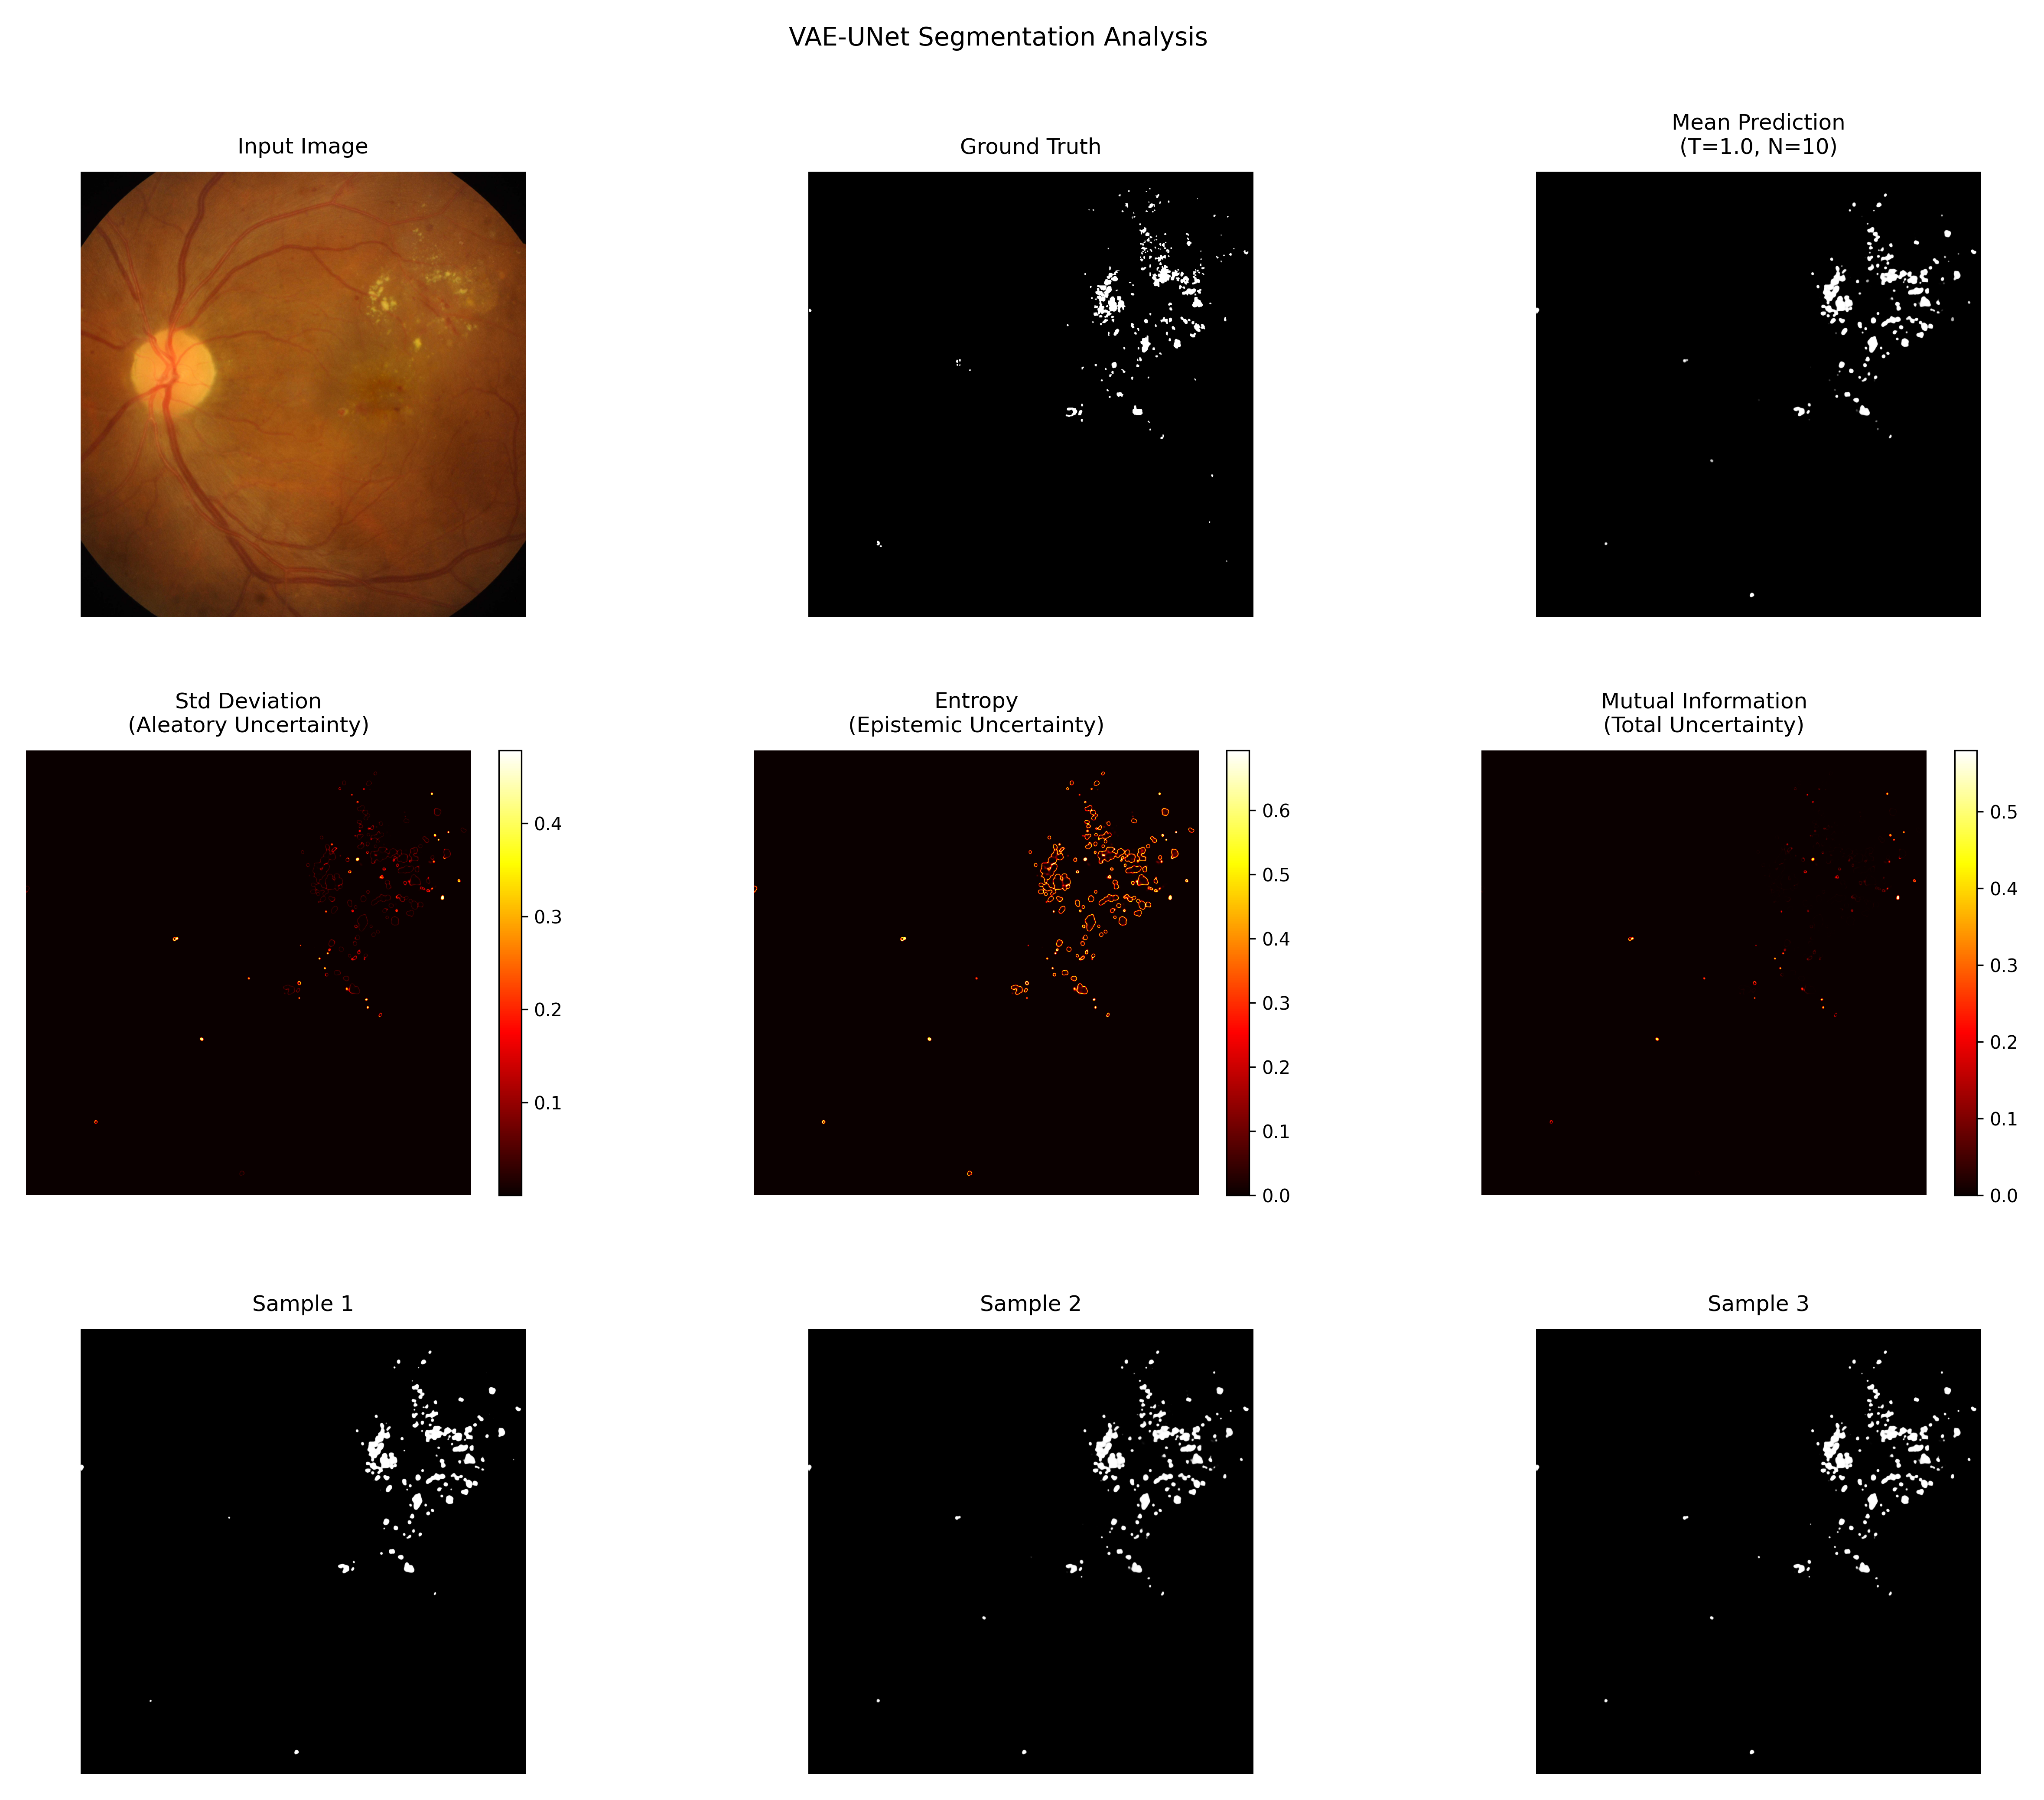 VAE-UNet Segmentation Analysis
Input Image
Ground Truth
Mean Prediction
(T=1.0, N=10)
Std Deviation
(Aleatory Uncertainty)
0.4
0.3
0.2
0.1
Entropy
(Epistemic Uncertainty)
0.6
0.5
0.4
0.3
0.2
0.1
0.0
Mutual Information
(Total Uncertainty)
0.5
0.4
0.3
0.2
0.1
0.0
Sample 1
Sample 2
Sample 3